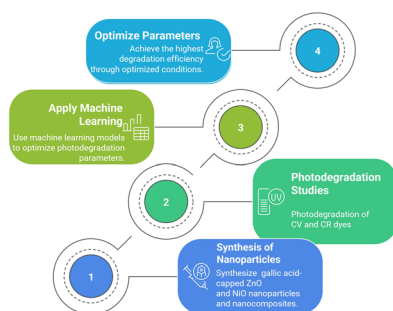 Optimize Parameters
Achieve the highest
degradation efficiency
through optimized conditions.
4
Apply Machine
Learning
Use machine learning models
to optimize photodegradation
parameters.
3
2
Photodegradation
Studies
UV
Photodegradation of
CV and CR dyes
1
Synthesis of
Nanoparticles
Synthesize gallic acid-
capped ZnO
and NiO nanoparticles
and nanocomposites.